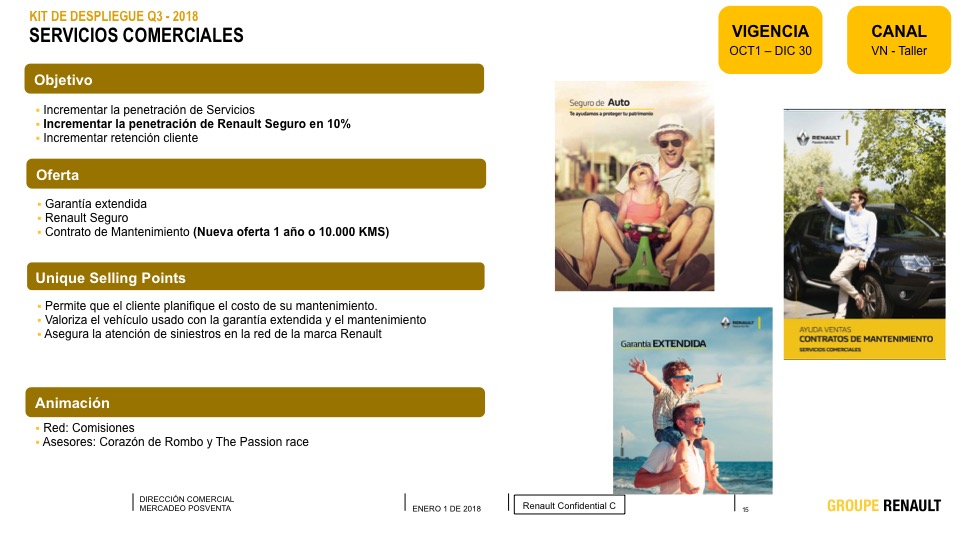 KIT DE DESPLIEGUE Q3 - 2018
SERVICIOS COMERCIALES
VIGENCIA
OCT1 – DIC 30
CANAL
VN - Taller
Objetivo
▪ Incrementar la penetración de Servicios
▪ Incrementar la penetración de Renault Seguro en 10%
▪ Incrementar retención cliente
Oferta
▪ Garantía extendida
▪ Renault Seguro
▪ Contrato de Mantenimiento (Nueva oferta 1 año o 10.000 KMS)
Unique Selling Points
▪ Permite que el cliente planifique el costo de su mantenimiento.
▪ Valoriza el vehículo usado con la garantía extendida y el mantenimiento
▪ Asegura la atención de siniestros en la red de la marca Renault
Animación
▪ Red: Comisiones
▪ Asesores: Corazón de Rombo y The Passion race
Seguro de Auto
Te ayudamos a proteger tu patrimonio
RENAULT
Passion for life
AYUDA VENTAS
CONTRATOS DE MANTENIMIENTO
SERVICIOS COMERCIALES
RENAULT
Passion for life
Garantía EXTENDIDA
DIRECCIÓN COMERCIAL
MERCADEO POSVENTA
ENERO 1 DE 2018
Renault Confidential C
15
GROUPE RENAULT